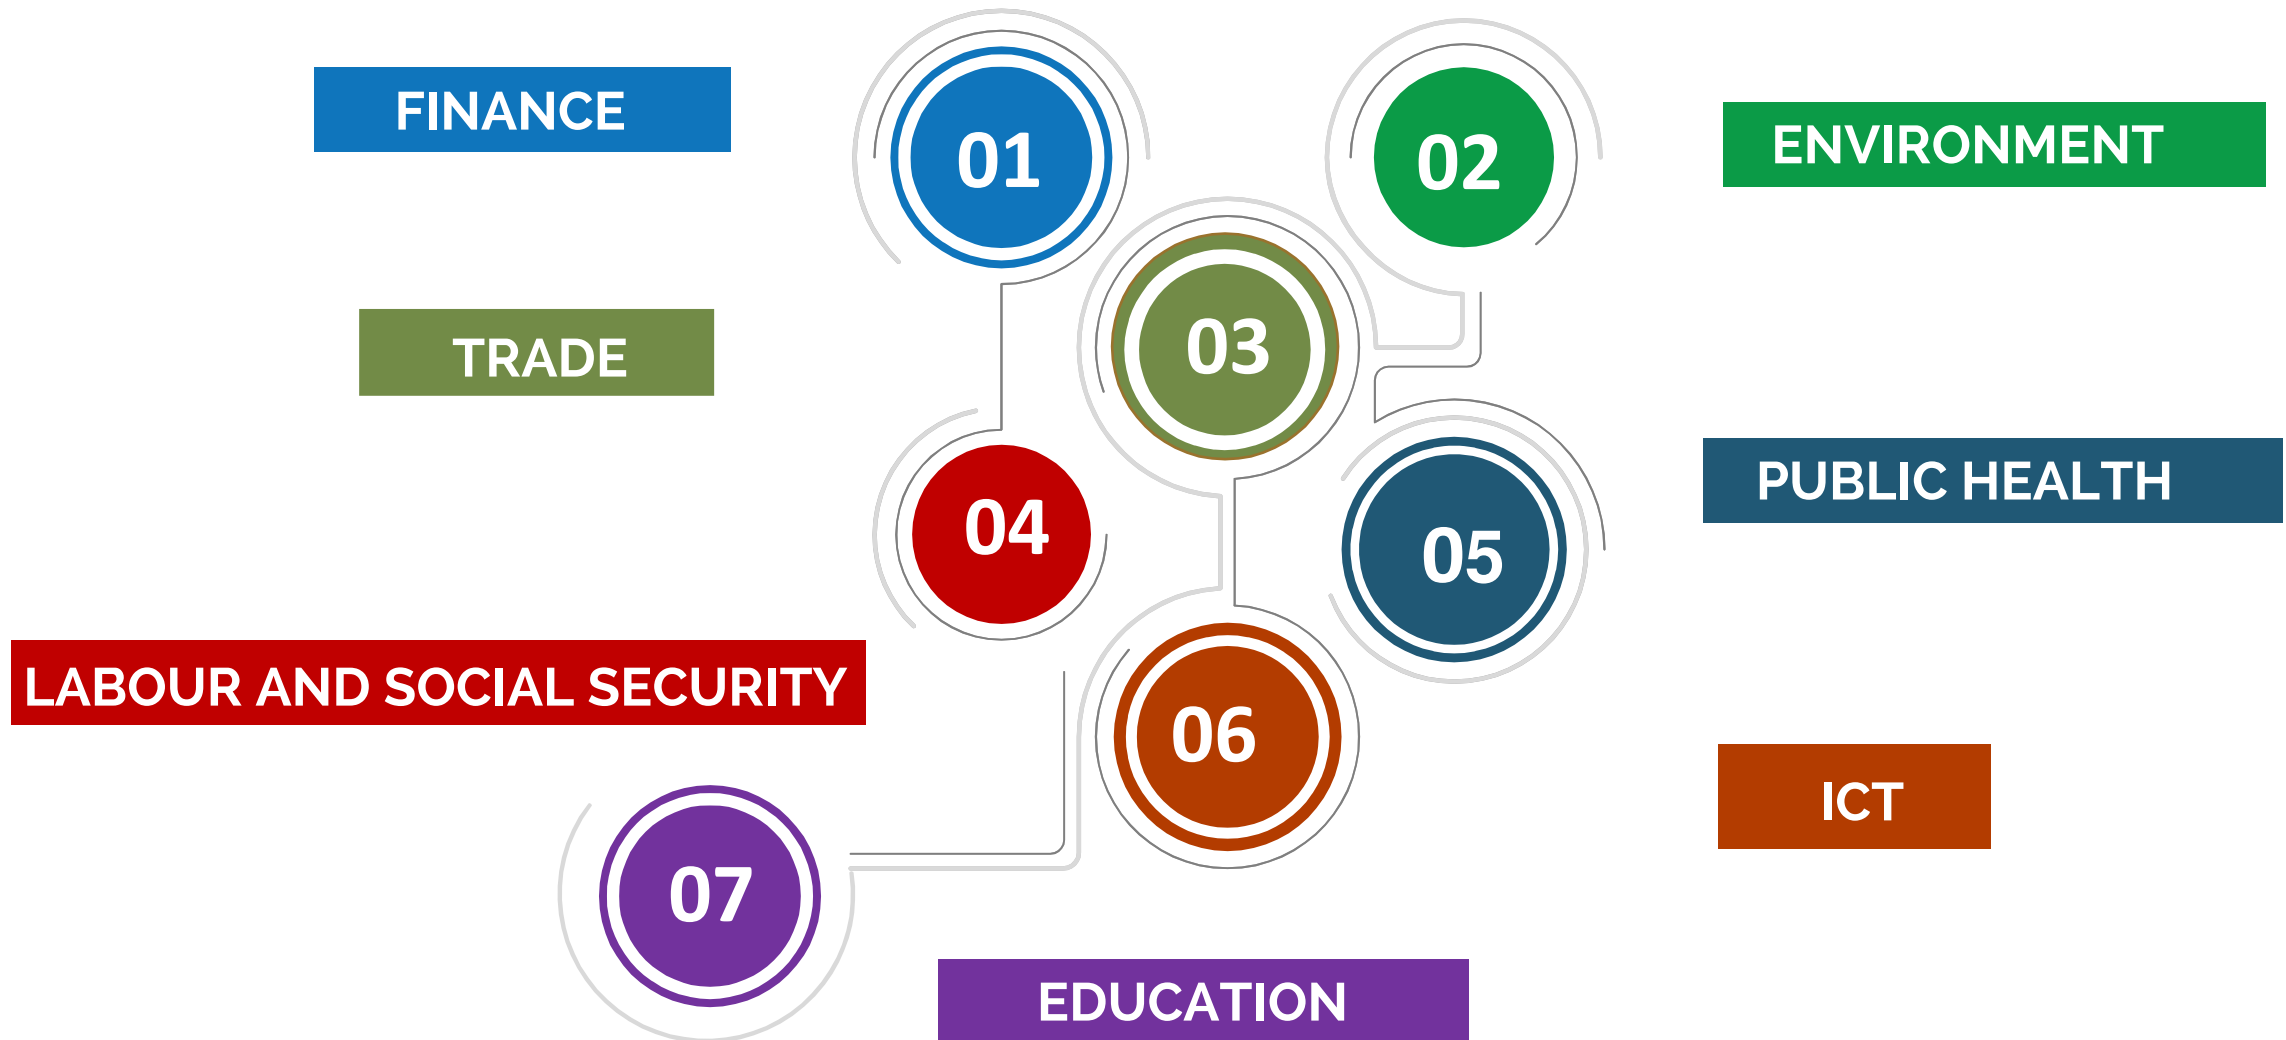 FINANCE
01
02
ENVIRONMENT
TRADE
03
04
PUBLIC HEALTH
05
LABOUR AND SOCIAL SECURITY
06
ICT
07
EDUCATION